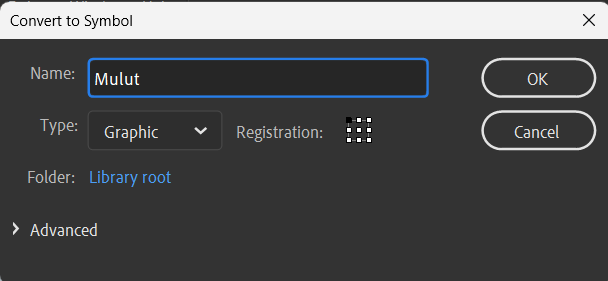 Convert to Symbol
Name: Mulut OK
Type: Graphic Registration: Cancel
Folder: Library root
Advanced